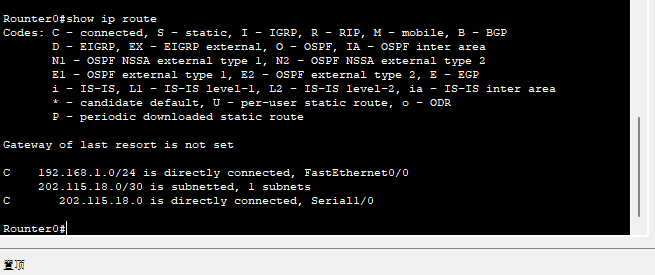 Rounter0#show ip route
Codes: C - connected, S - static, I - IGRP, R - RIP, M - mobile, B - BGP
D - EIGRP, EX - EIGRP external, O - OSPF, IA - OSPF inter area
N1 - OSPF NSSA external type 1, N2 - OSPF NSSA external type 2
E1 - OSPF external type 1, E2 - OSPF external type 2, E - EGP
i - IS-IS, L1 - IS-IS level-1, L2 - IS-IS level-2, ia - IS-IS inter area
* - candidate default, U - per-user static route, o - ODR
P - periodic downloaded static route
Gateway of last resort is not set
C 192.168.1.0/24 is directly connected, FastEthernet0/0
202.115.18.0/30 is subnetted, 1 subnets
C 202.115.18.0 is directly connected, Serial1/0
Rounter0#
置顶